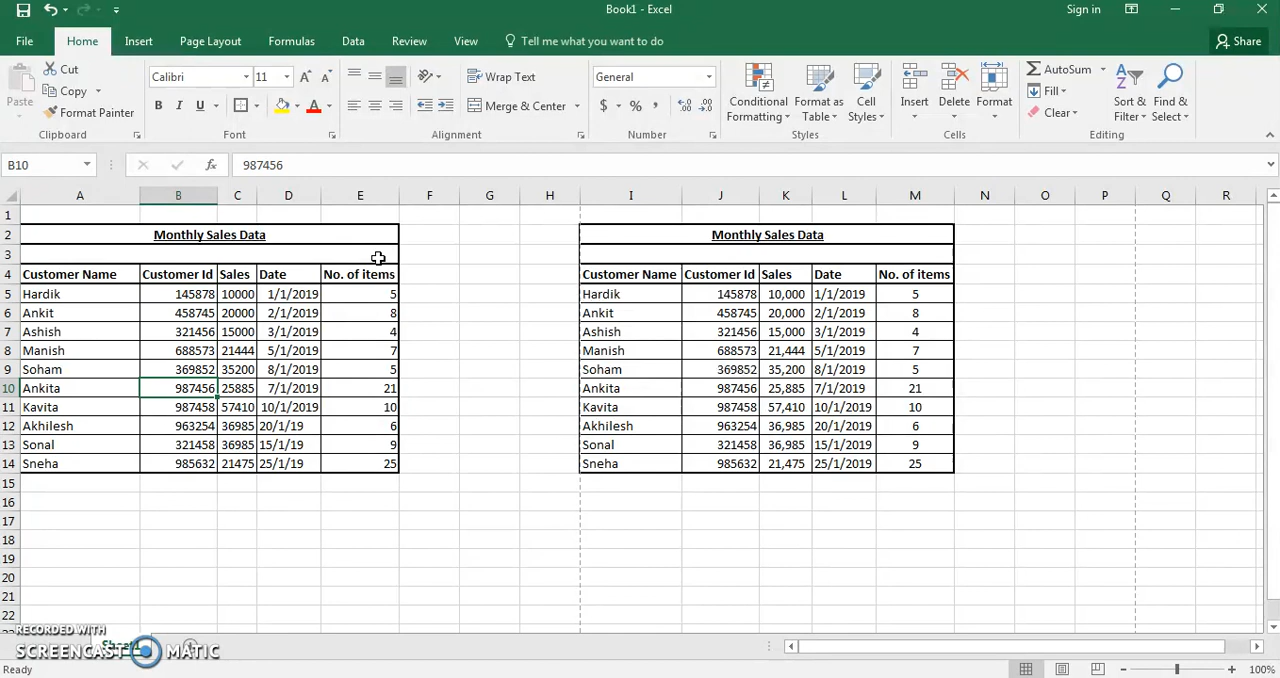 Book1 - Excel
Sign in
File Home Insert Page Layout Formulas Data Review View Tell me what you want to do Share
Paste Cut Copy Format Painter Clipboard
Calibri 11 A A B I U A Font
Wrap Text Merge & Center Alignment
General $ % , Number
Conditional Formatting Format as Table Cell Styles Styles
Insert Delete Format Cells
AutoSum Fill Clear Sort & Filter Find & Select Editing
B10 fx 987456
A B C D E F G H I J K L M N O P Q R
1
2 Monthly Sales Data Monthly Sales Data
3
4 Customer Name Customer Id Sales Date No. of items Customer Name Customer Id Sales Date No. of items
5 Hardik 145878 10000 1/1/2019 5 Hardik 145878 10,000 1/1/2019 5
6 Ankit 458745 20000 2/1/2019 8 Ankit 458745 20,000 2/1/2019 8
7 Ashish 321456 15000 3/1/2019 4 Ashish 321456 15,000 3/1/2019 4
8 Manish 688573 21444 5/1/2019 7 Manish 688573 21,444 5/1/2019 7
9 Soham 369852 35200 8/1/2019 5 Soham 369852 35,200 8/1/2019 5
10 Ankita 987456 25885 7/1/2019 21 Ankita 987456 25,885 7/1/2019 21
11 Kavita 987458 57410 10/1/2019 10 Kavita 987458 57,410 10/1/2019 10
12 Akhilesh 963254 36985 20/1/19 6 Akhilesh 963254 36,985 20/1/2019 6
13 Sonal 321458 36985 15/1/19 9 Sonal 321458 36,985 15/1/2019 9
14 Sneha 985632 21475 25/1/19 25 Sneha 985632 21,475 25/1/2019 25
15
16
17
18
19
20
21
22
RECORDED WITH
SCREENCAST MATIC
Ready 100%